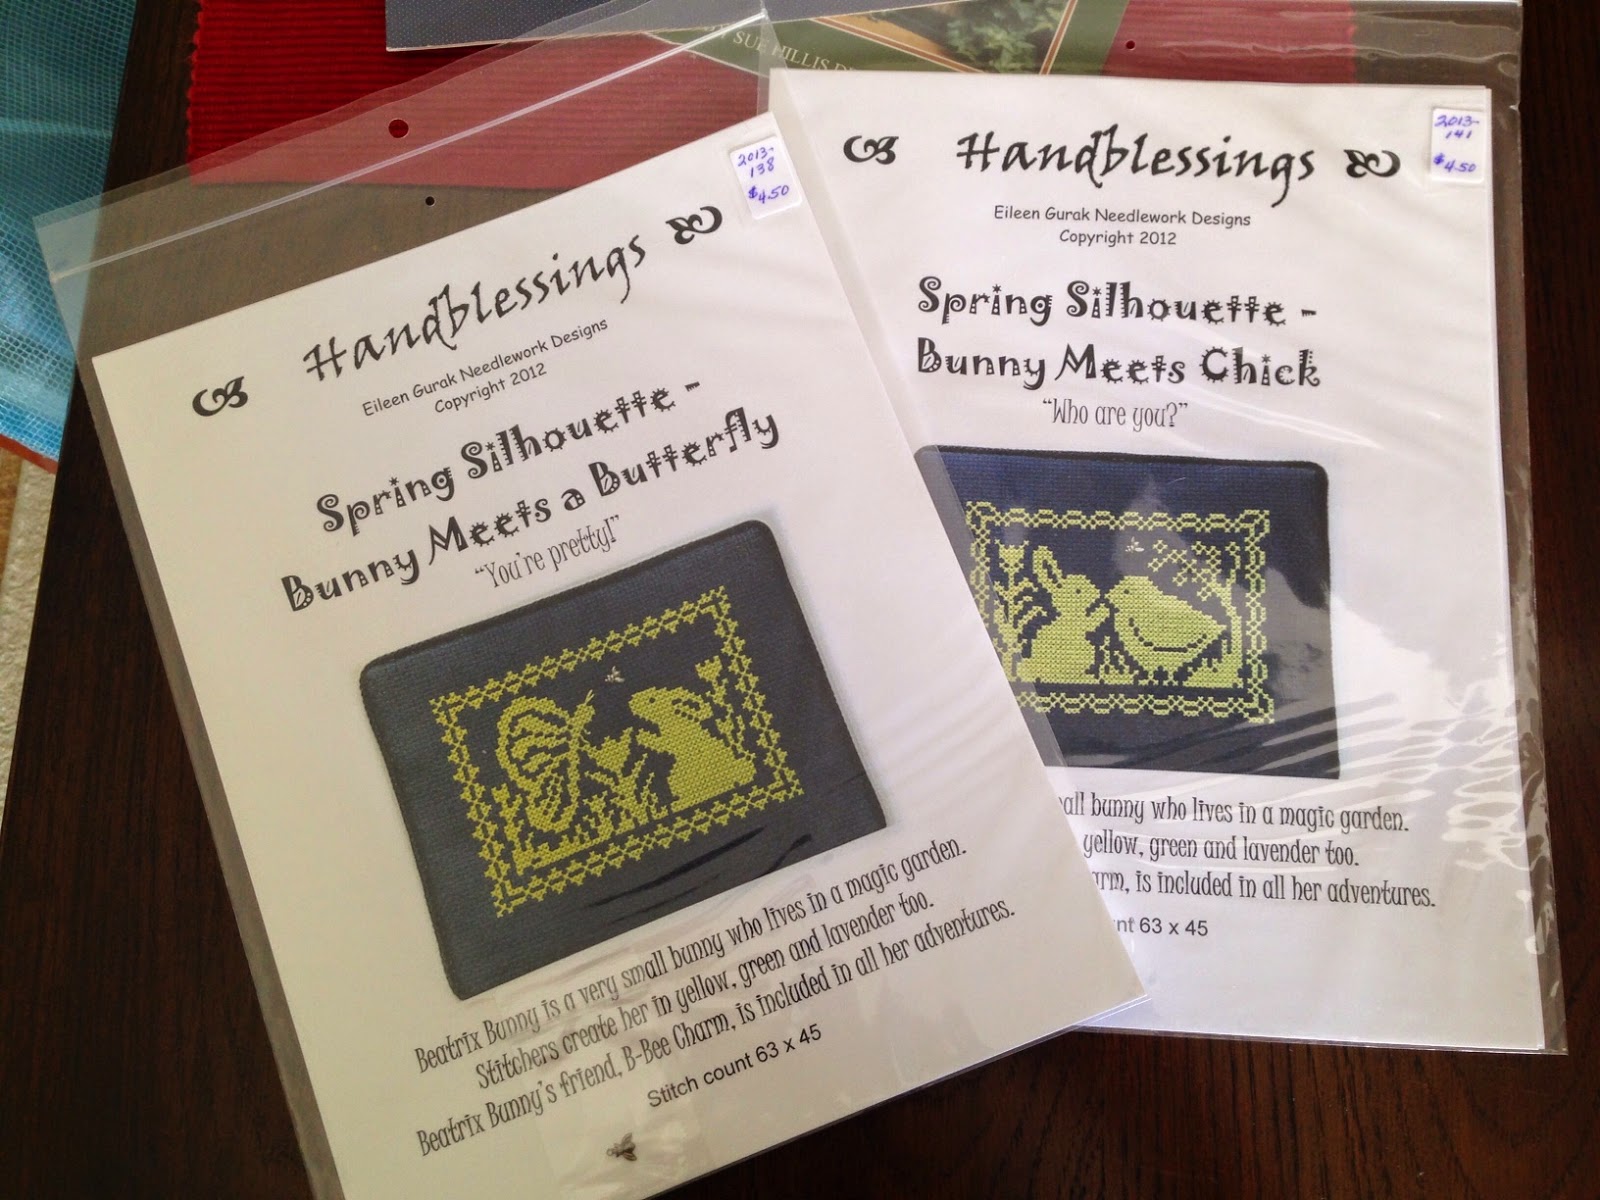 SUE HILLIS
2013-
138
$4.50
Handblessings
Eileen Gurak Needlework Designs
Copyright 2012
Spring Silhouette -
Bunny Meets a Butterfly
"You're pretty!"
Beatrix Bunny is a very small bunny who lives in a magic garden.
Stitchers create her in yellow, green and lavender too.
Beatrix Bunny's friend, B-Bee Charm, is included in all her adventures.
Stitch count 63 x 45
2013-
141
$4.50
Handblessings
Eileen Gurak Needlework Designs
Copyright 2012
Spring Silhouette -
Bunny Meets Chick
"Who are you?"
bunny who lives in a magic garden.
yellow, green and lavender too.
is included in all her adventures.
63 x 45